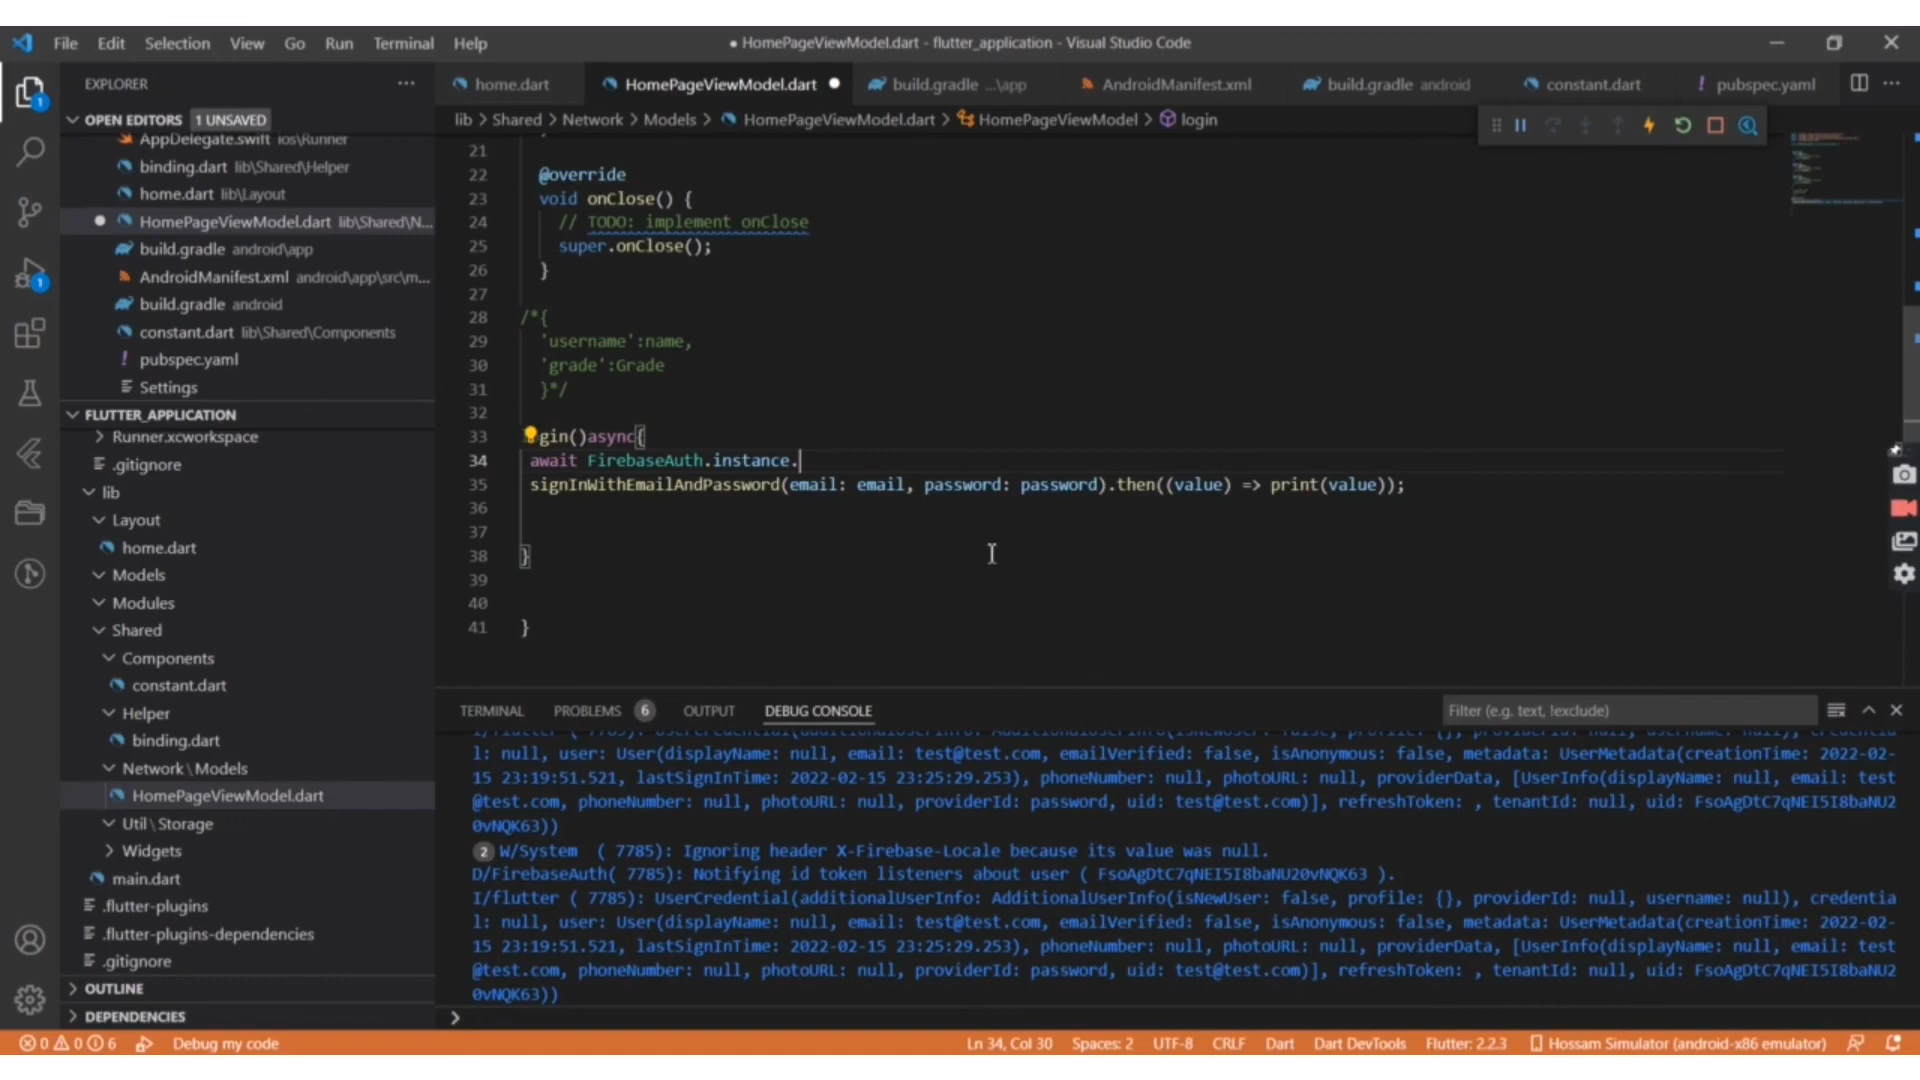 File Edit Selection View Go Run Terminal Help
● HomePageViewModel.dart - flutter_application - Visual Studio Code
EXPLORER
home.dart
HomePageViewModel.dart
build.gradle ...\app
AndroidManifest.xml
build.gradle android
constant.dart
! pubspec.yaml
lib > Shared > Network > Models > HomePageViewModel.dart > HomePageViewModel > login
OPEN EDITORS 1 UNSAVED
AppDelegate.swift ios\Runner
binding.dart lib\Shared\Helper
home.dart lib\Layout
HomePageViewModel.dart lib\Shared\N...
build.gradle android\app
AndroidManifest.xml android\app\src\m...
build.gradle android
constant.dart lib\Shared\Components
! pubspec.yaml
Settings
FLUTTER_APPLICATION
Runner.xcworkspace
.gitignore
lib
Layout
home.dart
Models
Modules
Shared
Components
constant.dart
Helper
binding.dart
Network\Models
HomePageViewModel.dart
Util\Storage
Widgets
main.dart
.flutter-plugins
.flutter-plugins-dependencies
.gitignore
OUTLINE
DEPENDENCIES
21
22 @override
23 void onClose() {
24 // TODO: implement onClose
25 super.onClose();
26 }
27
28 /*{
29 'username':name,
30 'grade':Grade
31 }*/
32
33 gin()async{
34 await FirebaseAuth.instance.
35 signInWithEmailAndPassword(email: email, password: password).then((value) => print(value));
36
37
38 }
39
40
41 }
TERMINAL PROBLEMS 6 OUTPUT DEBUG CONSOLE
Filter (e.g. text, !exclude)
l: null, user: User(displayName: null, email: test@test.com, emailVerified: false, isAnonymous: false, metadata: UserMetadata(creationTime: 2022-02-
15 23:19:51.521, lastSignInTime: 2022-02-15 23:25:29.253), phoneNumber: null, photoURL: null, providerData, [UserInfo(displayName: null, email: test
@test.com, phoneNumber: null, photoURL: null, providerId: password, uid: test@test.com)], refreshToken: , tenantId: null, uid: FsoAgDtC7qNEI5I8baNU2
0vNQK63))
2 W/System ( 7785): Ignoring header X-Firebase-Locale because its value was null.
D/FirebaseAuth( 7785): Notifying id token listeners about user ( FsoAgDtC7qNEI5I8baNU20vNQK63 ).
I/flutter ( 7785): UserCredential(additionalUserInfo: AdditionalUserInfo(isNewUser: false, profile: {}, providerId: null, username: null), credentia
l: null, user: User(displayName: null, email: test@test.com, emailVerified: false, isAnonymous: false, metadata: UserMetadata(creationTime: 2022-02-
15 23:19:51.521, lastSignInTime: 2022-02-15 23:25:29.253), phoneNumber: null, photoURL: null, providerData, [UserInfo(displayName: null, email: test
@test.com, phoneNumber: null, photoURL: null, providerId: password, uid: test@test.com)], refreshToken: , tenantId: null, uid: FsoAgDtC7qNEI5I8baNU2
0vNQK63))
0 0 6 Debug my code
Ln 34, Col 30 Spaces: 2 UTF-8 CRLF Dart Dart DevTools Flutter: 2.2.3 Hossam Simulator (android-x86 emulator)